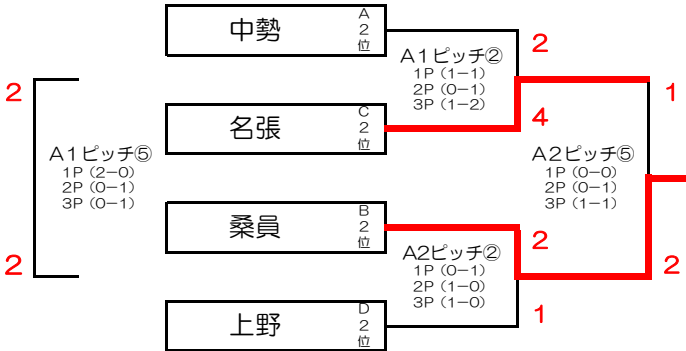 中勢
A
2
位
2
A1ピッチ②
1P（1−1）
2P（0−1）
3P（1−2）
2
1
名張
C
2
位
4
A1ピッチ⑤
1P（2−0）
2P（0−1）
3P（0−1）
A2ピッチ⑤
1P（0−0）
2P（0−1）
3P（1−1）
桑員
B
2
位
2
A2ピッチ②
1P（0−1）
2P（1−0）
3P（1−0）
2
2
上野
D
2
位
1